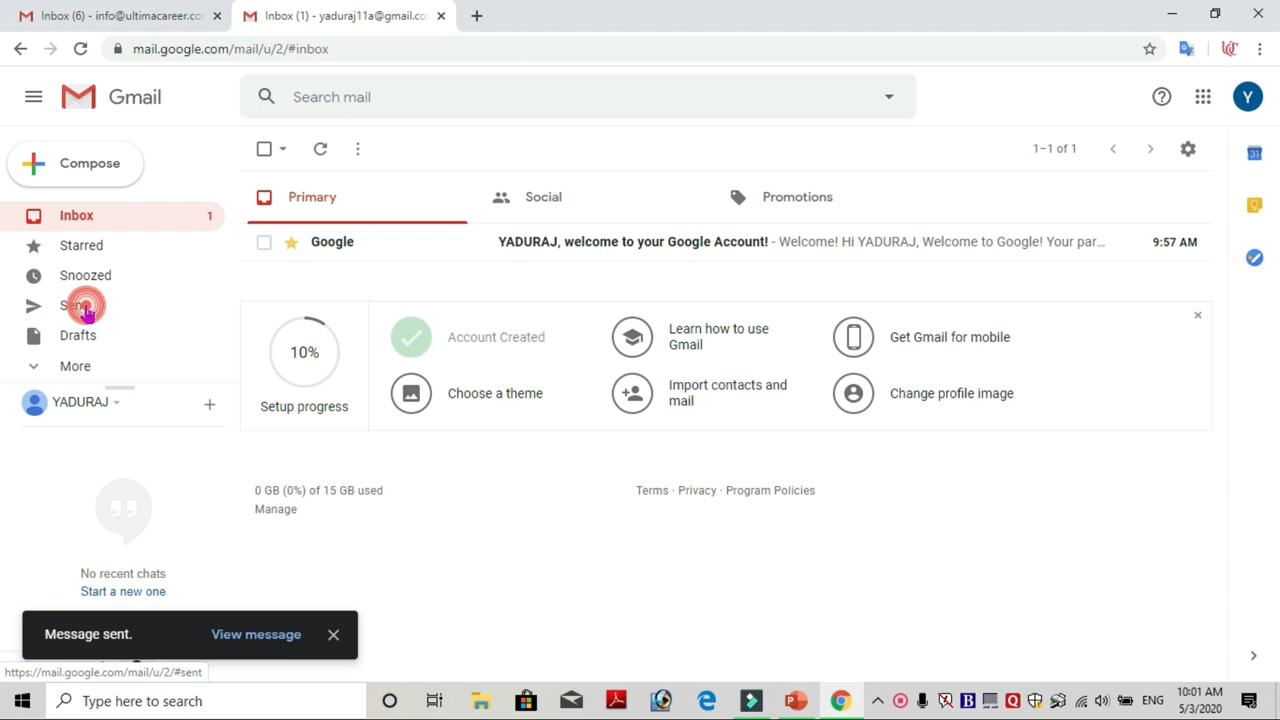 Inbox (6) - info@ultimacareer.cor
Inbox (1) - yaduraj11a@gmail.co
mail.google.com/mail/u/2/#inbox
Gmail
Search mail
Y
Compose
1–1 of 1
31
Primary
Social
Promotions
Inbox
1
Starred
Snoozed
Drafts
More
Google
YADURAJ, welcome to your Google Account! - Welcome! Hi YADURAJ, Welcome to Google! Your par…
9:57 AM
10%
Setup progress
Account Created
Learn how to use
Gmail
Get Gmail for mobile
Choose a theme
Import contacts and
mail
Change profile image
YADURAJ
0 GB (0%) of 15 GB used
Manage
Terms · Privacy · Program Policies
No recent chats
Start a new one
Message sent.
View message
https://mail.google.com/mail/u/2/#sent
Type here to search
ENG
10:01 AM
5/3/2020